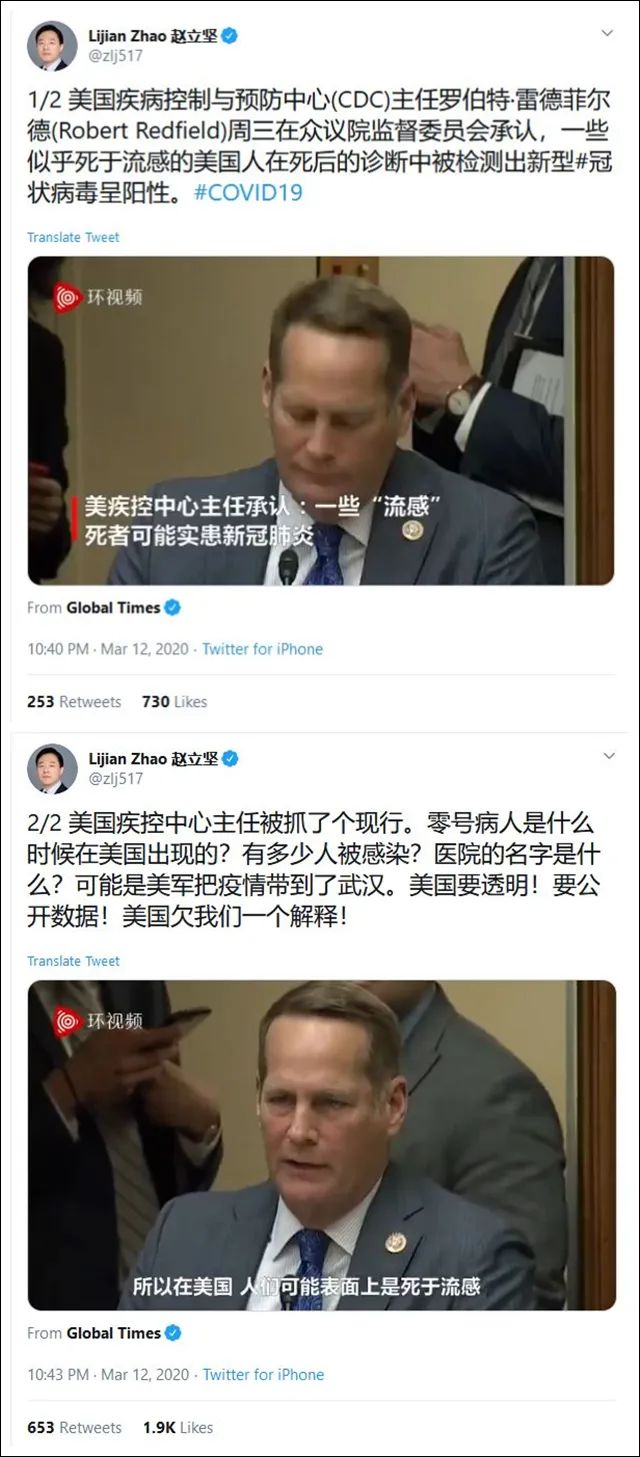 Lijian Zhao 赵立坚
@zlj517
1/2 美国疾病控制与预防中心(CDC)主任罗伯特·雷德菲尔
德(Robert Redfield)周三在众议院监督委员会承认，一些
似乎死于流感的美国人在死后的诊断中被检测出新型#冠
状病毒呈阳性。#COVID19
Translate Tweet
环视频
美疾控中心主任承认：一些“流感”
死者可能实患新冠肺炎
From Global Times
10:40 PM · Mar 12, 2020 · Twitter for iPhone
253 Retweets 730 Likes
Lijian Zhao 赵立坚
@zlj517
2/2 美国疾控中心主任被抓了个现行。零号病人是什么
时候在美国出现的？有多少人被感染？医院的名字是什
么？可能是美军把疫情带到了武汉。美国要透明！要公
开数据！美国欠我们一个解释！
Translate Tweet
环视频
所以在美国 人们可能表面上是死于流感
From Global Times
10:43 PM · Mar 12, 2020 · Twitter for iPhone
653 Retweets 1.9K Likes